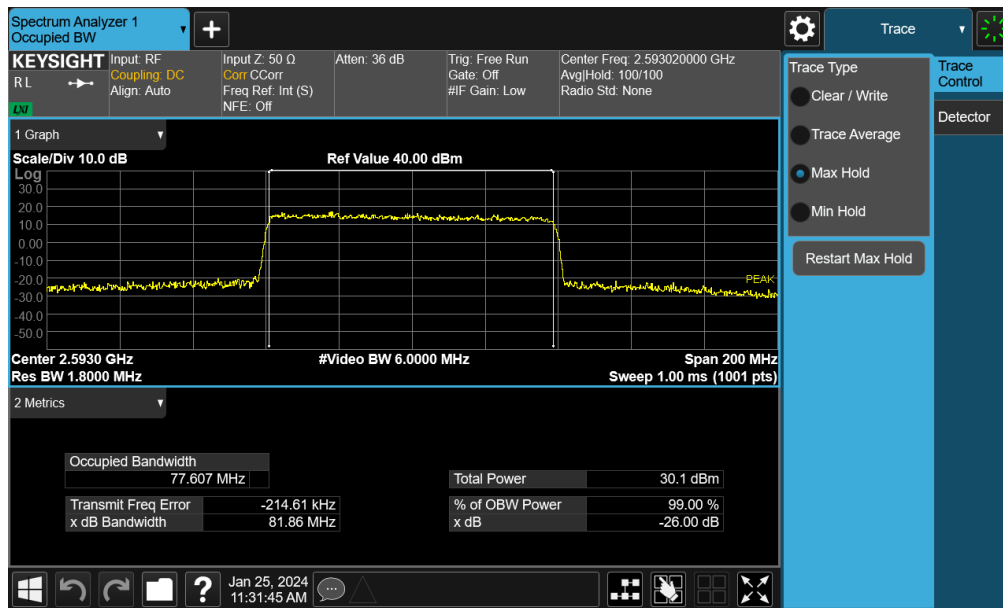 Spectrum Analyzer 1
Occupied BW
Trace
KEYSIGHT
R L
LXI
Input: RF
Coupling: DC
Align: Auto
Input Z: 50 Ω
Corr CCorr
Freq Ref: Int (S)
NFE: Off
Atten: 36 dB
Trig: Free Run
Gate: Off
#IF Gain: Low
Center Freq: 2.593020000 GHz
Avg|Hold: 100/100
Radio Std: None
Trace Type
Clear / Write
Trace Average
Max Hold
Min Hold
Restart Max Hold
Trace
Control
Detector
1 Graph
Scale/Div 10.0 dB
Ref Value 40.00 dBm
Log
30.0
20.0
10.0
0.00
-10.0
-20.0
-30.0
-40.0
-50.0
PEAK
Center 2.5930 GHz
#Video BW 6.0000 MHz
Span 200 MHz
Res BW 1.8000 MHz
Sweep 1.00 ms (1001 pts)
2 Metrics
Occupied Bandwidth
77.607 MHz
Total Power 30.1 dBm
Transmit Freq Error -214.61 kHz
% of OBW Power 99.00 %
x dB Bandwidth 81.86 MHz
x dB -26.00 dB
?
Jan 25, 2024
11:31:45 AM